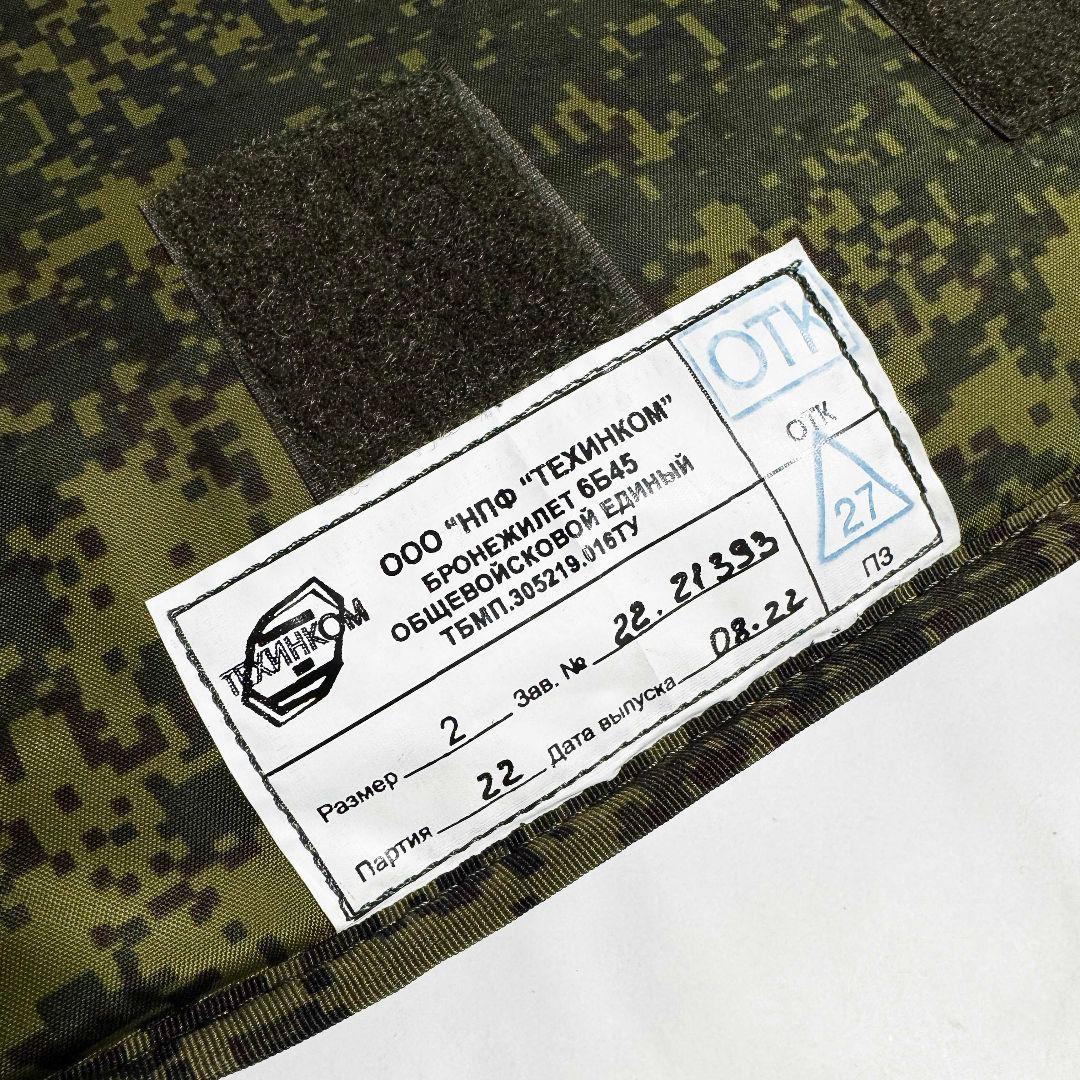 ТЕХИНКОМ
ООО “НПФ “ТЕХИНКОМ”
БРОНЕЖИЛЕТ 6Б45
ОБЩЕВОЙСКОВОЙ ЕДИНЫЙ
ТБМП.305219.016ТУ
Размер 2 Зав. № 22.21393
Партия 22 Дата выпуска 08.22
ОТК
ОТК
27
ПЗ